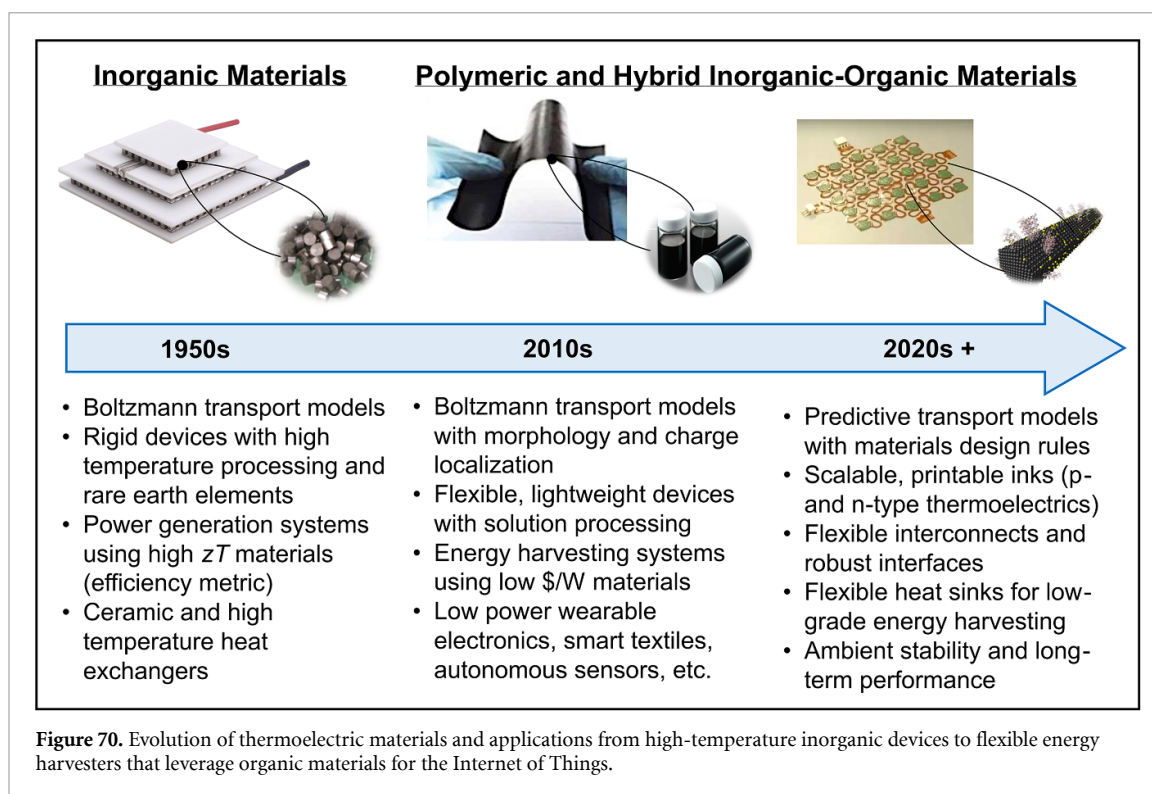 Inorganic Materials
Polymeric and Hybrid Inorganic-Organic Materials
1950s
2010s
2020s +
• Boltzmann transport models
• Rigid devices with high
temperature processing and
rare earth elements
• Power generation systems
using high zT materials
(efficiency metric)
• Ceramic and high
temperature heat
exchangers
• Boltzmann transport models
with morphology and charge
localization
• Flexible, lightweight devices
with solution processing
• Energy harvesting systems
using low $/W materials
• Low power wearable
electronics, smart textiles,
autonomous sensors, etc.
• Predictive transport models
with materials design rules
• Scalable, printable inks (p-
and n-type thermoelectrics)
• Flexible interconnects and
robust interfaces
• Flexible heat sinks for low-
grade energy harvesting
• Ambient stability and long-
term performance
Figure 70. Evolution of thermoelectric materials and applications from high-temperature inorganic devices to flexible energy
harvesters that leverage organic materials for the Internet of Things.